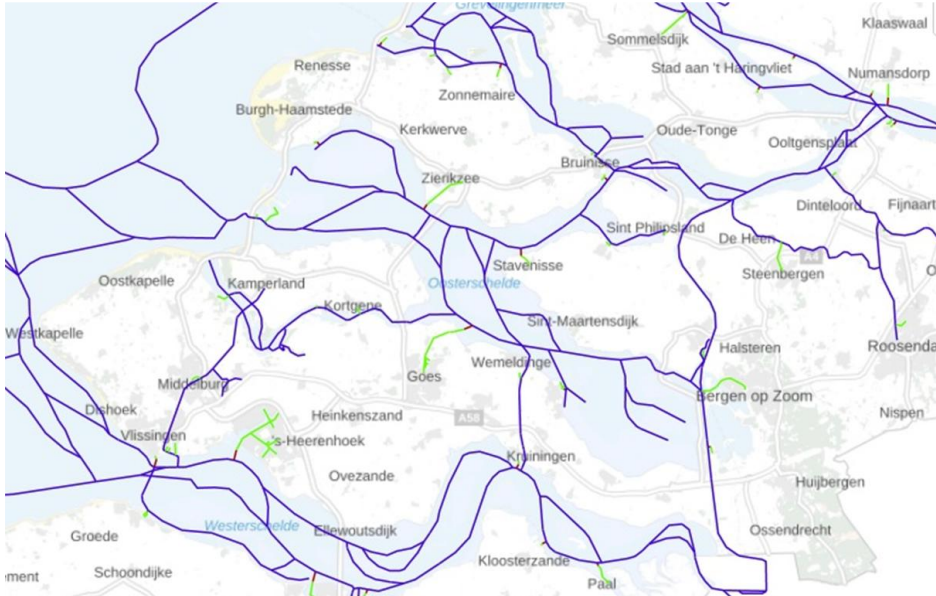 Grevelingenmeer
Klaaswaal
Sommelsdijk
Renesse
Stad aan 't Haringvliet
Numansdorp
Zonnemaire
Burgh-Haamstede
Kerkwerve
Oude-Tonge
Ooltgensplaat
Bruinisse
Zierikzee
Dinteloord
Fijnaart
Sint Philipsland
De Heen
A4
Stavenisse
Steenbergen
Oostkapelle
Kamperland
Oosterschelde
Kortgene
Westkapelle
Sint-Maartensdijk
Halsteren
Roosenda
Wemeldinge
Goes
Middelburg
Bergen op Zoom
Dishoek
Heinkenszand
A58
Nispen
Vlissingen
's-Heerenhoek
Kruiningen
Ovezande
Huijbergen
Westerschelde
Ellewoutsdijk
Ossendrecht
Groede
Kloosterzande
Schoondijke
ement
Paal